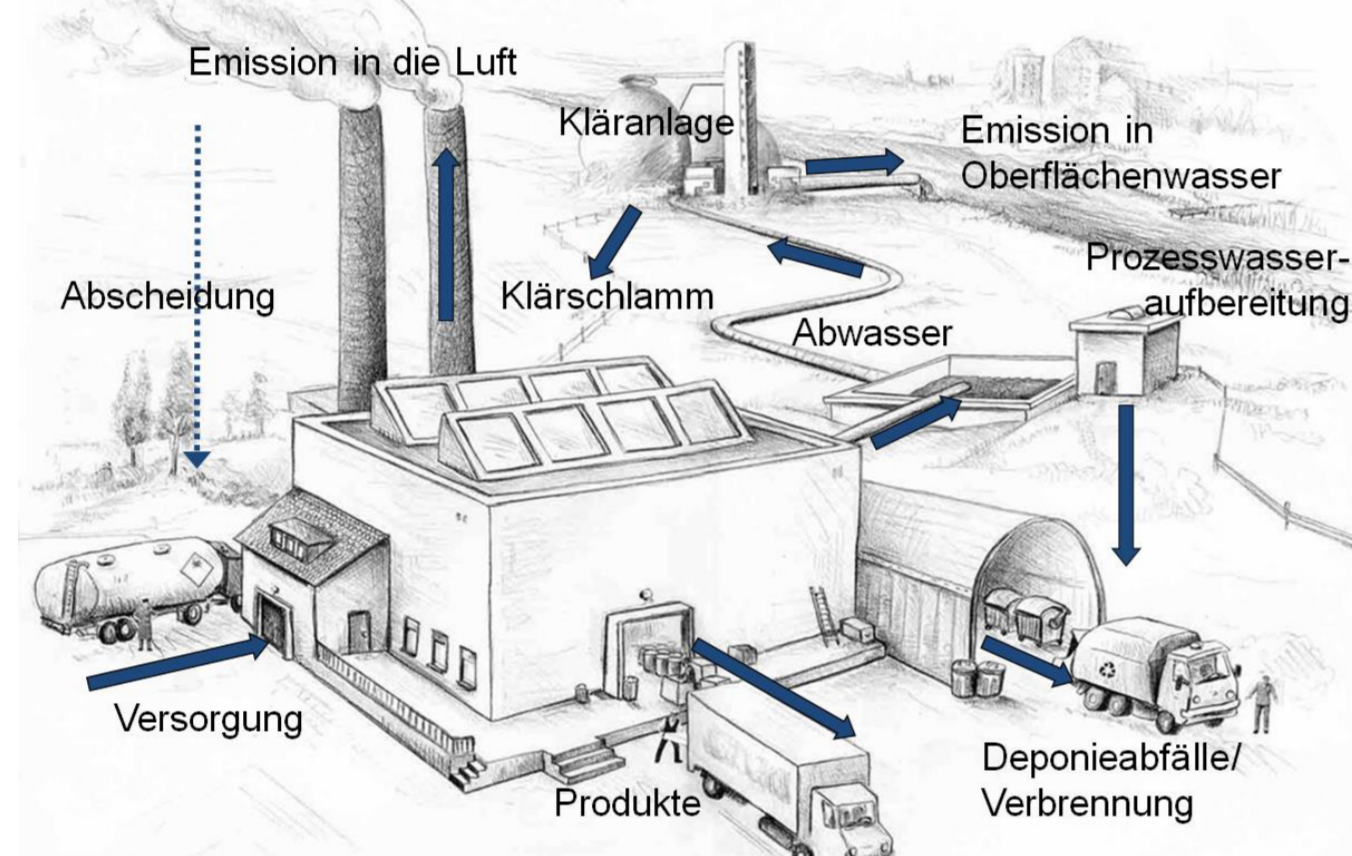 Emission in die Luft
Kläranlage
Emission in
Oberflächenwasser
Prozesswasser-
aufbereitung
Abscheidung
Klärschlamm
Abwasser
Versorgung
Produkte
Deponieabfälle/
Verbrennung